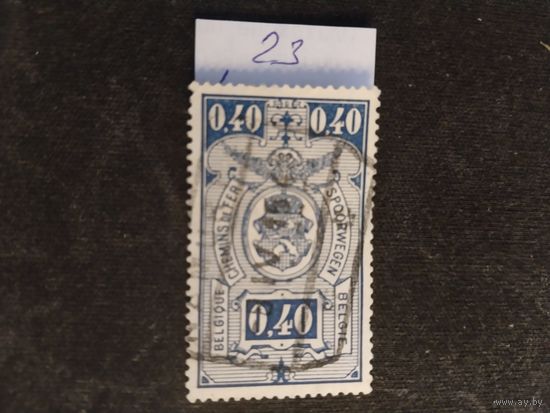 23
0,40 0,40
CHEMINS DE FER
SPOORWEGEN
BELGIQUE
BELGIE
0,40
www.ay.by